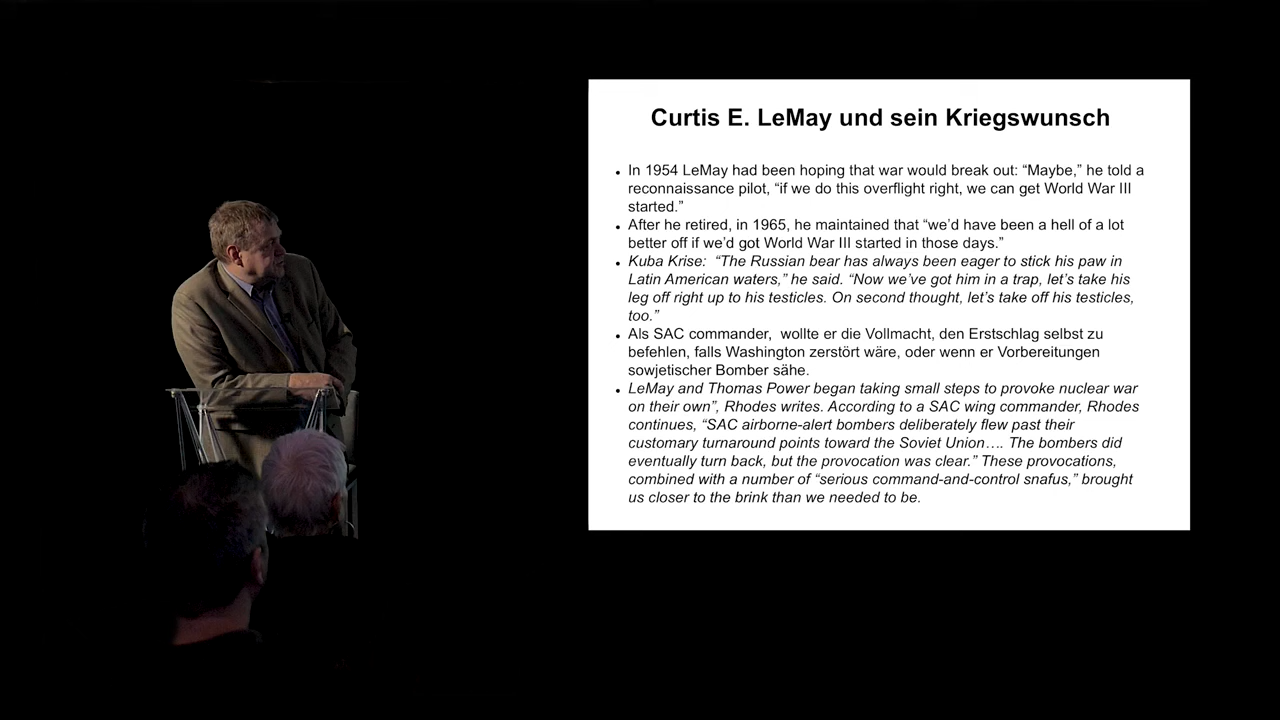 Curtis E. LeMay und sein Kriegswunsch
• In 1954 LeMay had been hoping that war would break out: “Maybe,” he told a
reconnaissance pilot, “if we do this overflight right, we can get World War III
started.”
• After he retired, in 1965, he maintained that “we’d have been a hell of a lot
better off if we’d got World War III started in those days.”
• Kuba Krise:  “The Russian bear has always been eager to stick his paw in
Latin American waters,” he said. “Now we’ve got him in a trap, let’s take his
leg off right up to his testicles. On second thought, let’s take off his testicles,
too.”
• Als SAC commander,  wollte er die Vollmacht, den Erstschlag selbst zu
befehlen, falls Washington zerstört wäre, oder wenn er Vorbereitungen
sowjetischer Bomber sähe.
• LeMay and Thomas Power began taking small steps to provoke nuclear war
on their own”, Rhodes writes. According to a SAC wing commander, Rhodes
continues, “SAC airborne-alert bombers deliberately flew past their
customary turnaround points toward the Soviet Union…. The bombers did
eventually turn back, but the provocation was clear.” These provocations,
combined with a number of “serious command-and-control snafus,” brought
us closer to the brink than we needed to be.